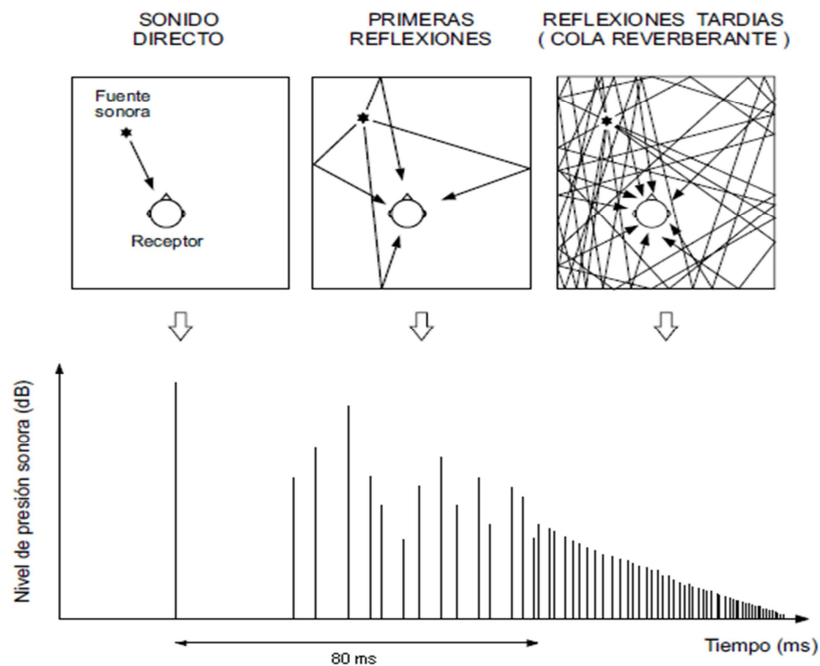 SONIDO
DIRECTO
PRIMERAS
REFLEXIONES
REFLEXIONES TARDIAS
( COLA REVERBERANTE )
Fuente
sonora
Receptor
Nivel de presión sonora (dB)
80 ms
Tiempo (ms)